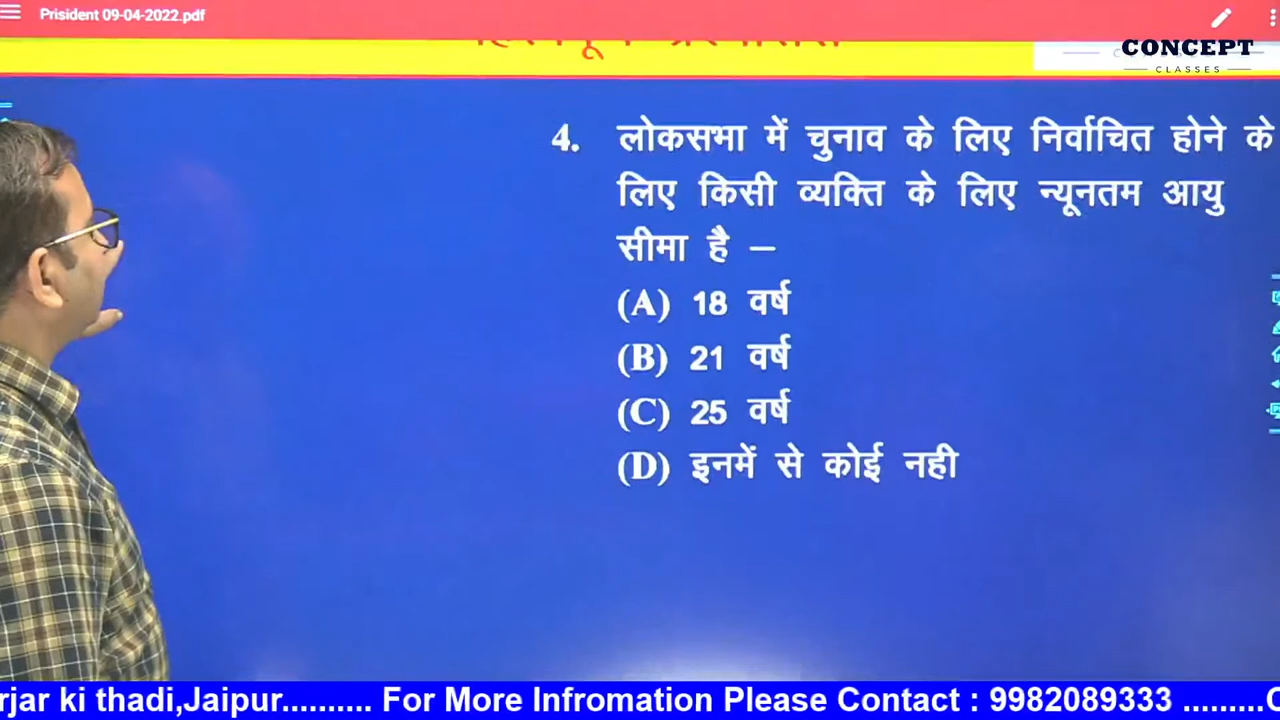 Prisident 09-04-2022.pdf
CONCEPT
CLASSES
4. लोकसभा में चुनाव के लिए निर्वाचित होने के
लिए किसी व्यक्ति के लिए न्यूनतम आयु
सीमा है –
(A) 18 वर्ष
(B) 21 वर्ष
(C) 25 वर्ष
(D) इनमें से कोई नही
rjar ki thadi,Jaipur.......... For More Infromation Please Contact : 9982089333 .........C